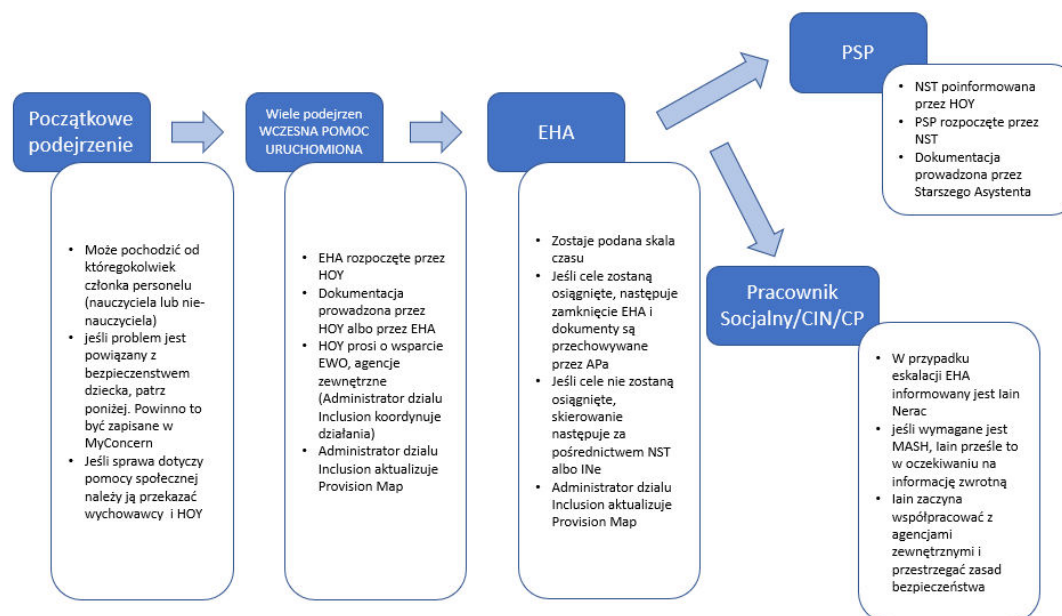 Początkowe
podejrzenie
• Może pochodzić od
któregokolwiek
członka personelu
(nauczyciela lub nie-
nauczyciela)
• jeśli problem jest
powiązany z
bezpieczenstwem
dziecka, patrz
poniżej. Powinno to
być zapisane w
MyConcern
• Jeśli sprawa dotyczy
pomocy społecznej
należy ją przekazać
wychowawcy i HOY
Wiele podejrzen
WCZESNA POMOC
URUCHOMIONA
• EHA rozpoczęte przez
HOY
• Dokumentacja
prowadzona przez
HOY albo przez EHA
• HOY prosi o wsparcie
EWO, agencje
zewnętrzne
(Administrator dzialu
Inclusion koordynuje
działania)
• Administrator dzialu
Inclusion aktualizuje
Provision Map
EHA
• Zostaje podana skala
czasu
• Jeśli cele zostaną
osiągnięte, następuje
zamknięcie EHA i
dokumenty są
przechowywane
przez APa
• Jeśli cele nie zostaną
osiągnięte,
skierowanie
następuje za
pośrednictwem NST
albo INe
• Administrator dzialu
Inclusion aktualizuje
Provision Map
PSP
• NST poinformowana
przez HOY
• PSP rozpoczęte przez
NST
• Dokumentacja
prowadzona przez
Starszego Asystenta
Pracownik
Socjalny/CIN/CP
• W przypadku
eskalacji EHA
informowany jest Iain
Nerac
• jeśli wymagane jest
MASH, Iain prześle to
w oczekiwaniu na
informację zwrotną
• Iain zaczyna
współpracować z
agencjami
zewnętrznymi i
przestrzegać zasad
bezpieczeństwa